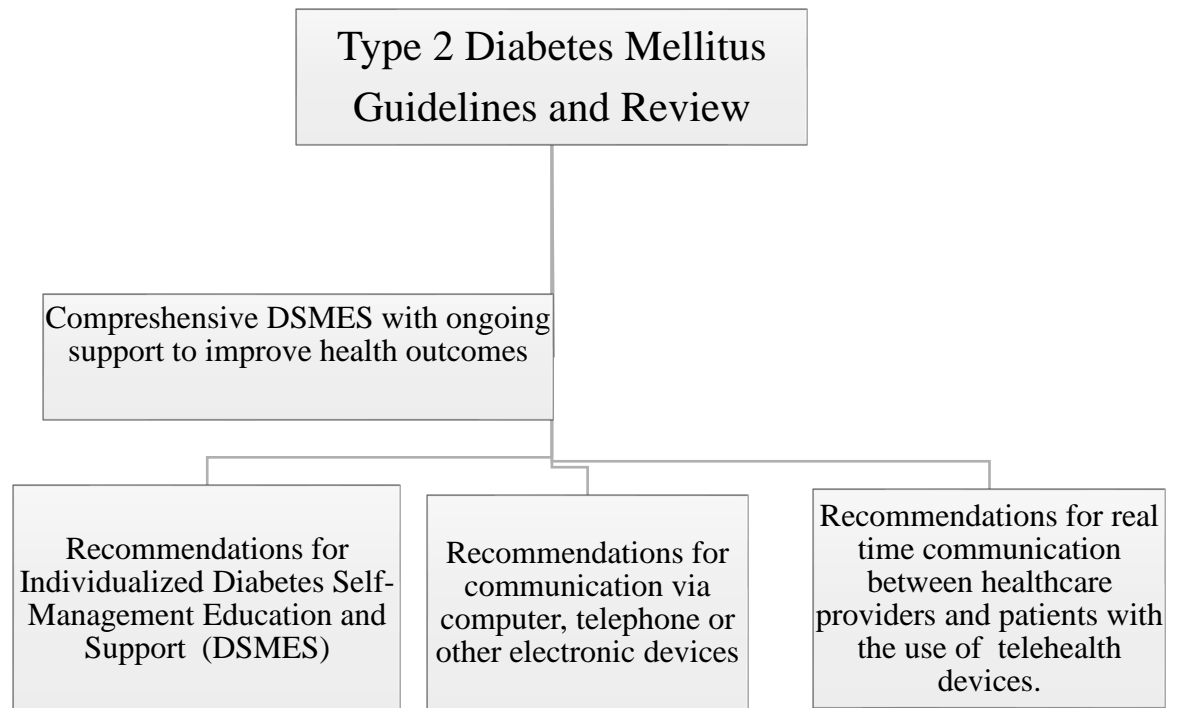 Type 2 Diabetes Mellitus
Guidelines and Review
Compreshensive DSMES with ongoing
support to improve health outcomes
Recommendations for
Individualized Diabetes Self-
Management Education and
Support (DSMES)
Recommendations for
communication via
computer, telephone or
other electronic devices
Recommendations for real
time communication
between healthcare
providers and patients with
the use of telehealth
devices.